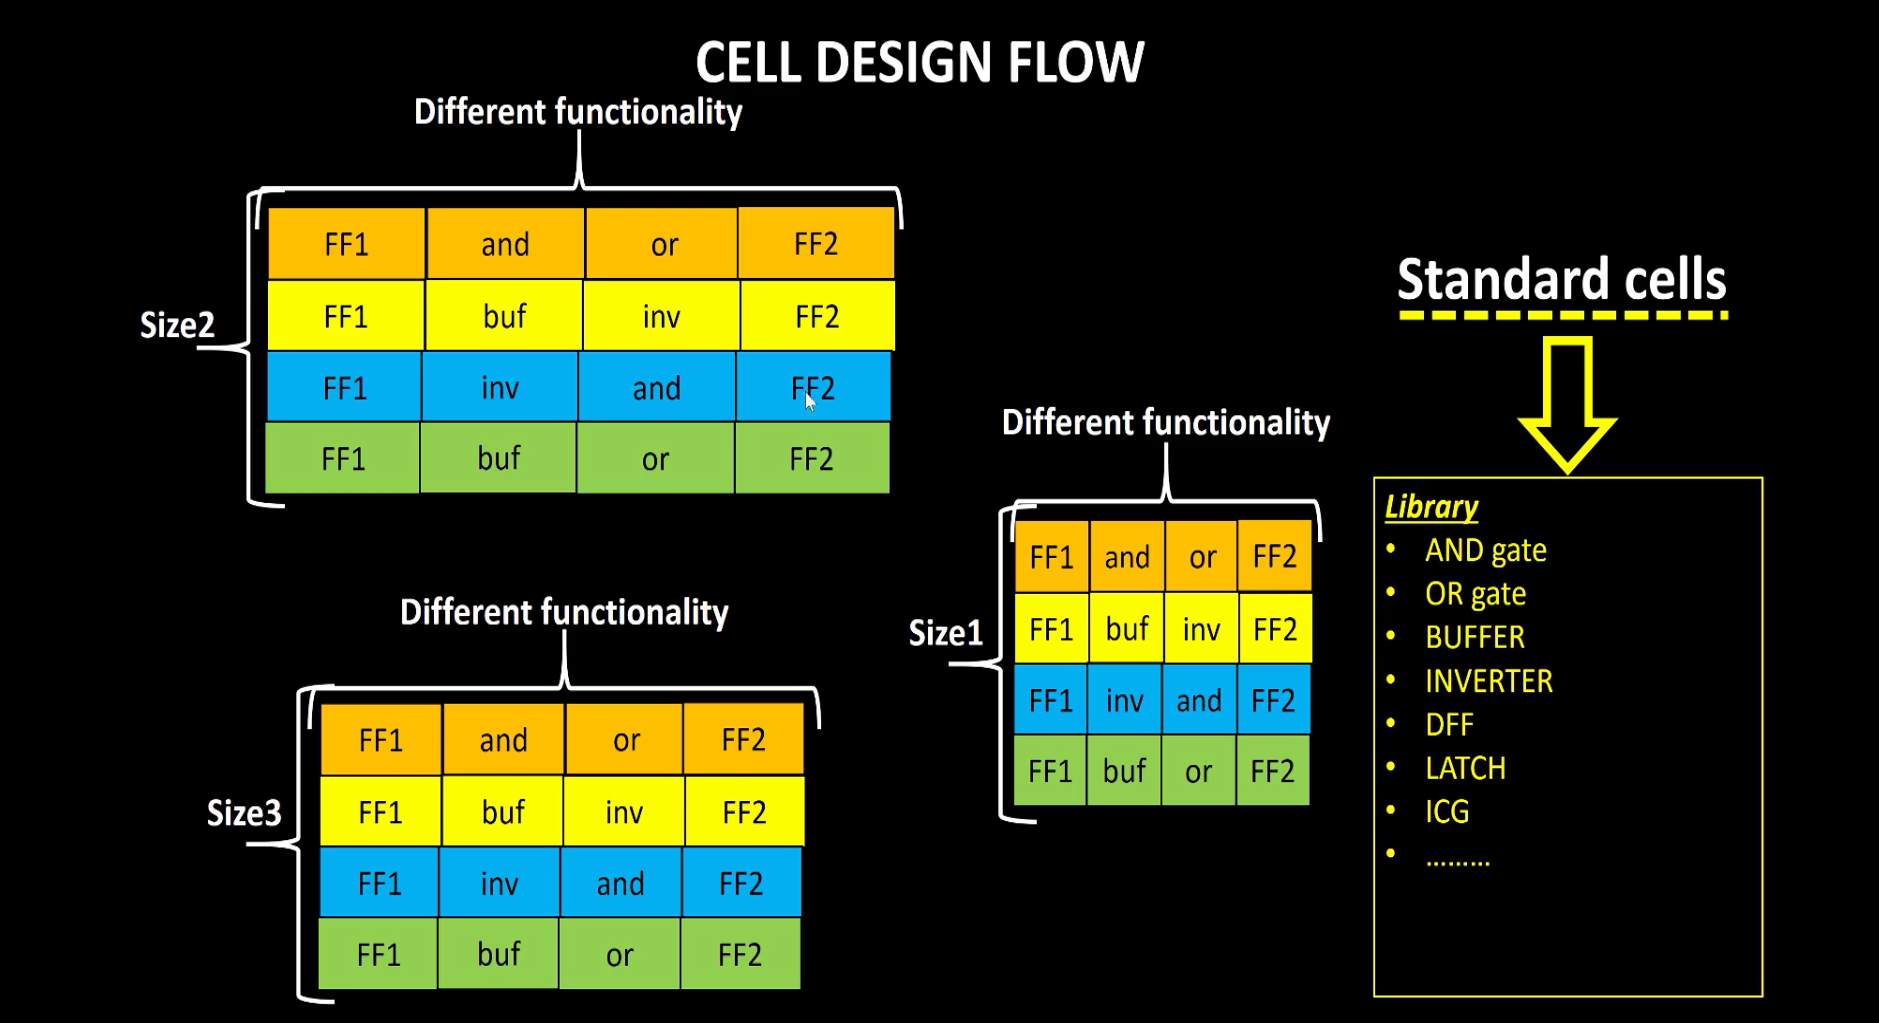 CELL DESIGN FLOW
Different functionality
Size2
FF1 and or FF2
FF1 buf inv FF2
FF1 inv and FF2
FF1 buf or FF2
Different functionality
Size3
FF1 and or FF2
FF1 buf inv FF2
FF1 inv and FF2
FF1 buf or FF2
Different functionality
Size1
FF1 and or FF2
FF1 buf inv FF2
FF1 inv and FF2
FF1 buf or FF2
Standard cells
Library
• AND gate
• OR gate
• BUFFER
• INVERTER
• DFF
• LATCH
• ICG
• .........